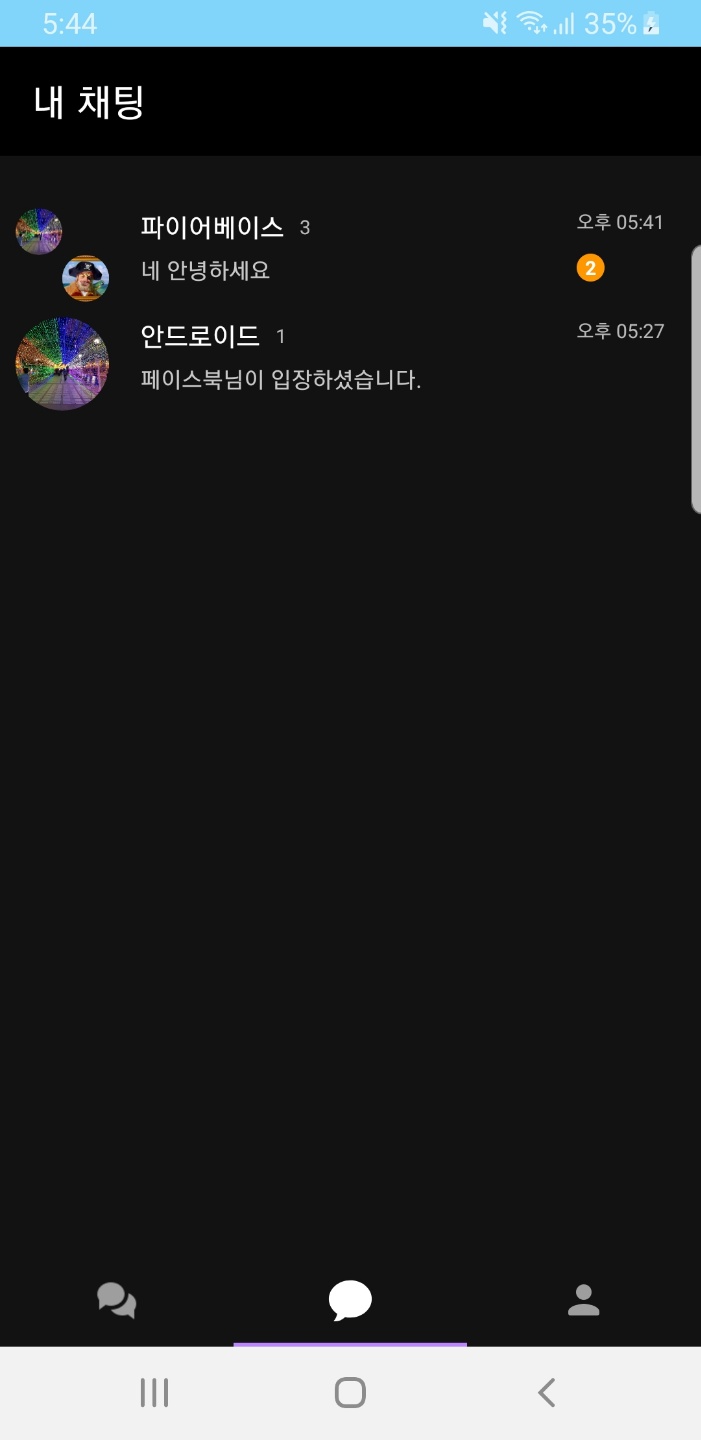 5:44 35%
내 채팅
파이어베이스 3 오후 05:41
네 안녕하세요 2
안드로이드 1 오후 05:27
페이스북님이 입장하셨습니다.